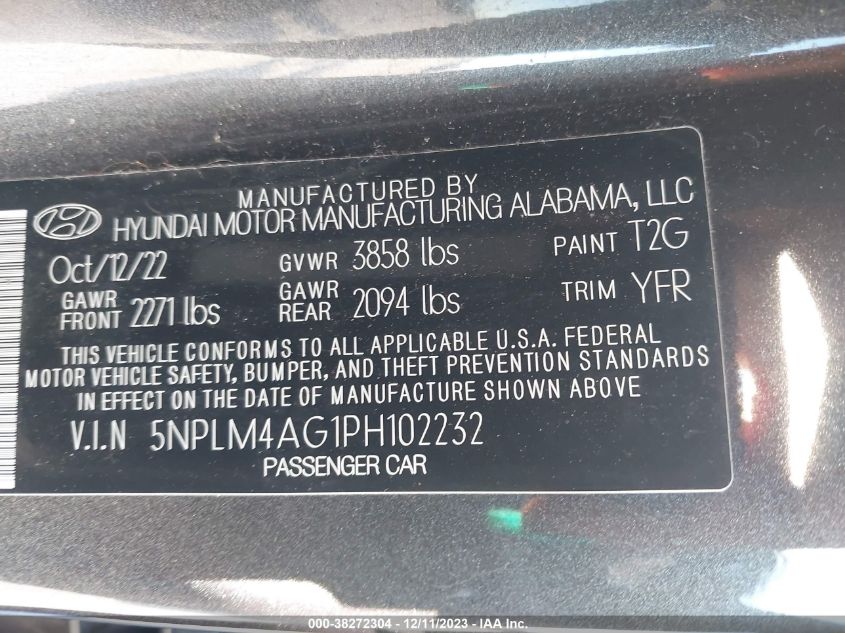 MANUFACTURED BY
HYUNDAI MOTOR MANUFACTURING ALABAMA, LLC
Oct/12/22 GVWR 3858 lbs PAINT T2G
GAWR FRONT 2271 lbs GAWR REAR 2094 lbs TRIM YFR
THIS VEHICLE CONFORMS TO ALL APPLICABLE U.S.A. FEDERAL
MOTOR VEHICLE SAFETY, BUMPER, AND THEFT PREVENTION STANDARDS
IN EFFECT ON THE DATE OF MANUFACTURE SHOWN ABOVE
V.I.N 5NPLM4AG1PH102232
PASSENGER CAR
000-38272304 - 12/11/2023 - IAA Inc.